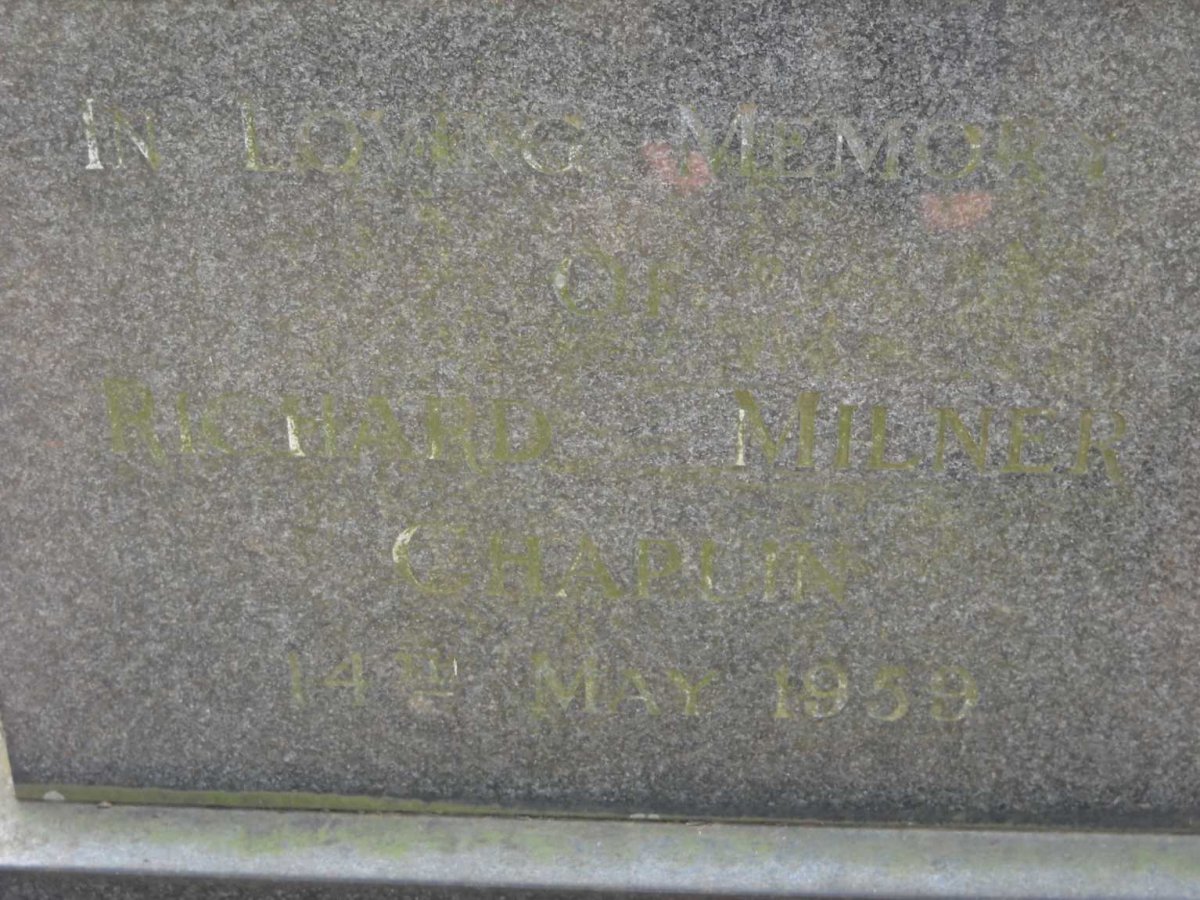 In Loving Memory
Of
Richard Milner
Chaplin
14TH May 1959